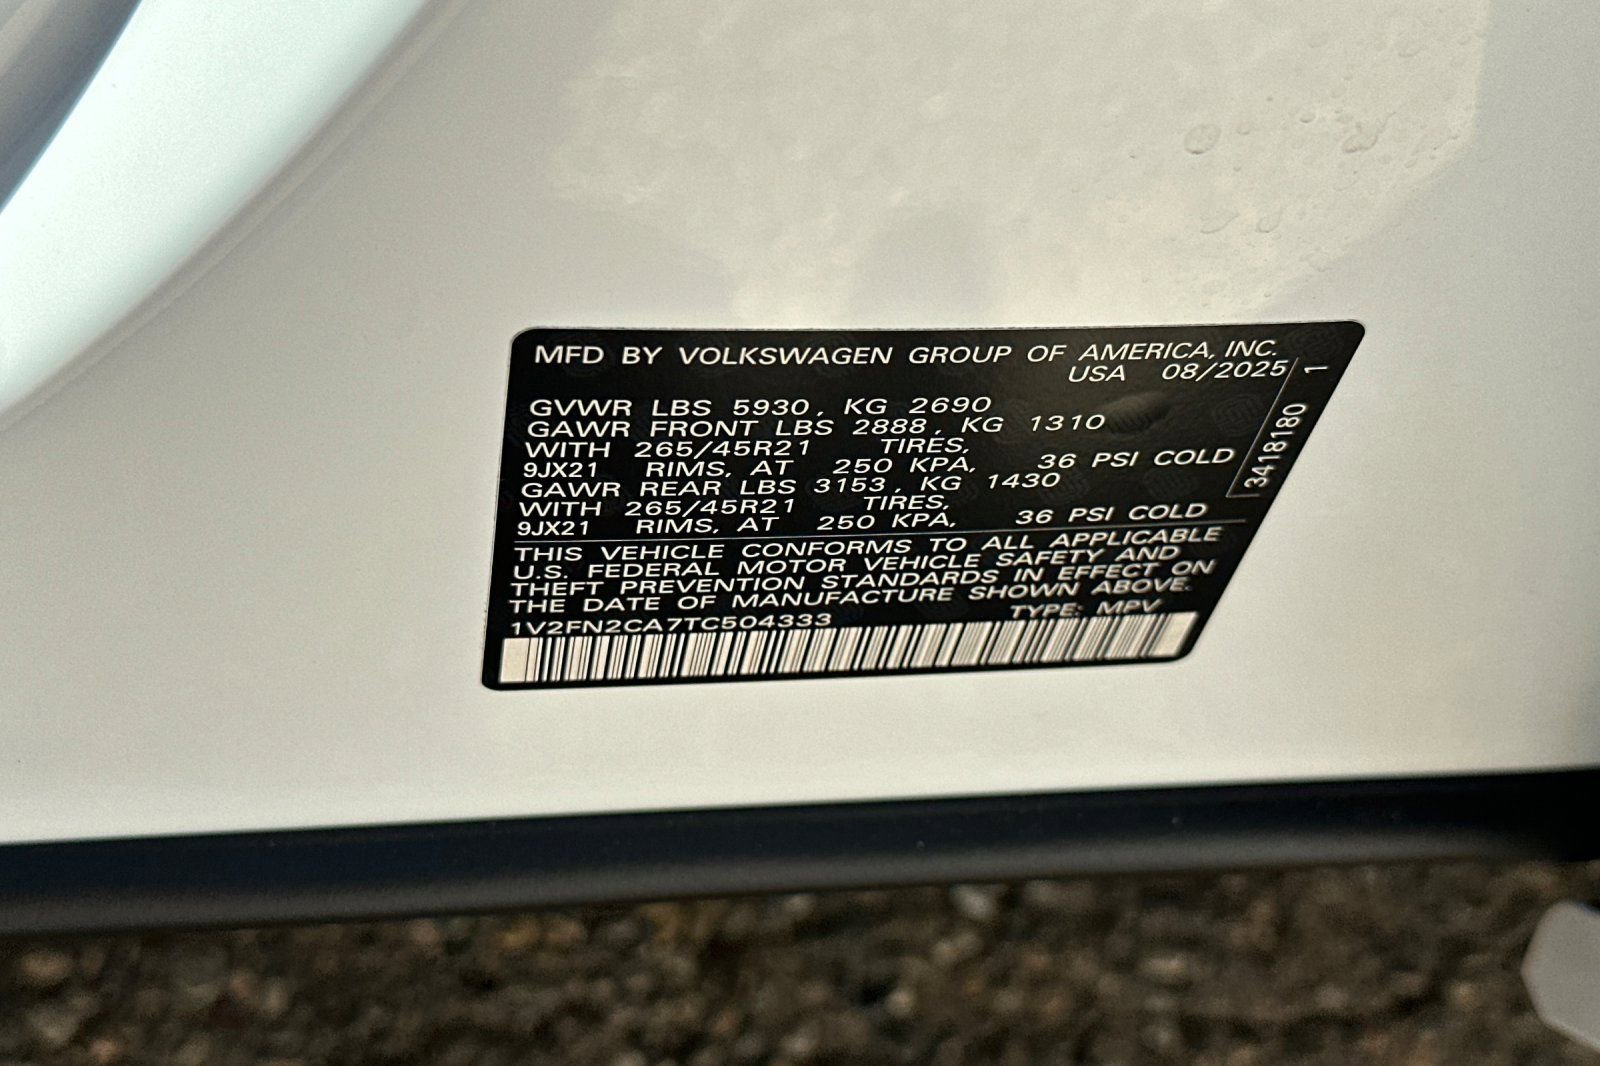 MFD BY VOLKSWAGEN GROUP OF AMERICA, INC.
USA 08/2025
GVWR LBS 5930, KG 2690
GAWR FRONT LBS 2888, KG 1310
WITH 265/45R21 TIRES,
9JX21 RIMS, AT 250 KPA, 36 PSI COLD
GAWR REAR LBS 3153, KG 1430
WITH 265/45R21 TIRES,
9JX21 RIMS, AT 250 KPA, 36 PSI COLD
THIS VEHICLE CONFORMS TO ALL APPLICABLE
U.S. FEDERAL MOTOR VEHICLE SAFETY AND
THEFT PREVENTION STANDARDS IN EFFECT ON
THE DATE OF MANUFACTURE SHOWN ABOVE.
1V2FN2CA7TC504333 TYPE: MPV
3418180 1